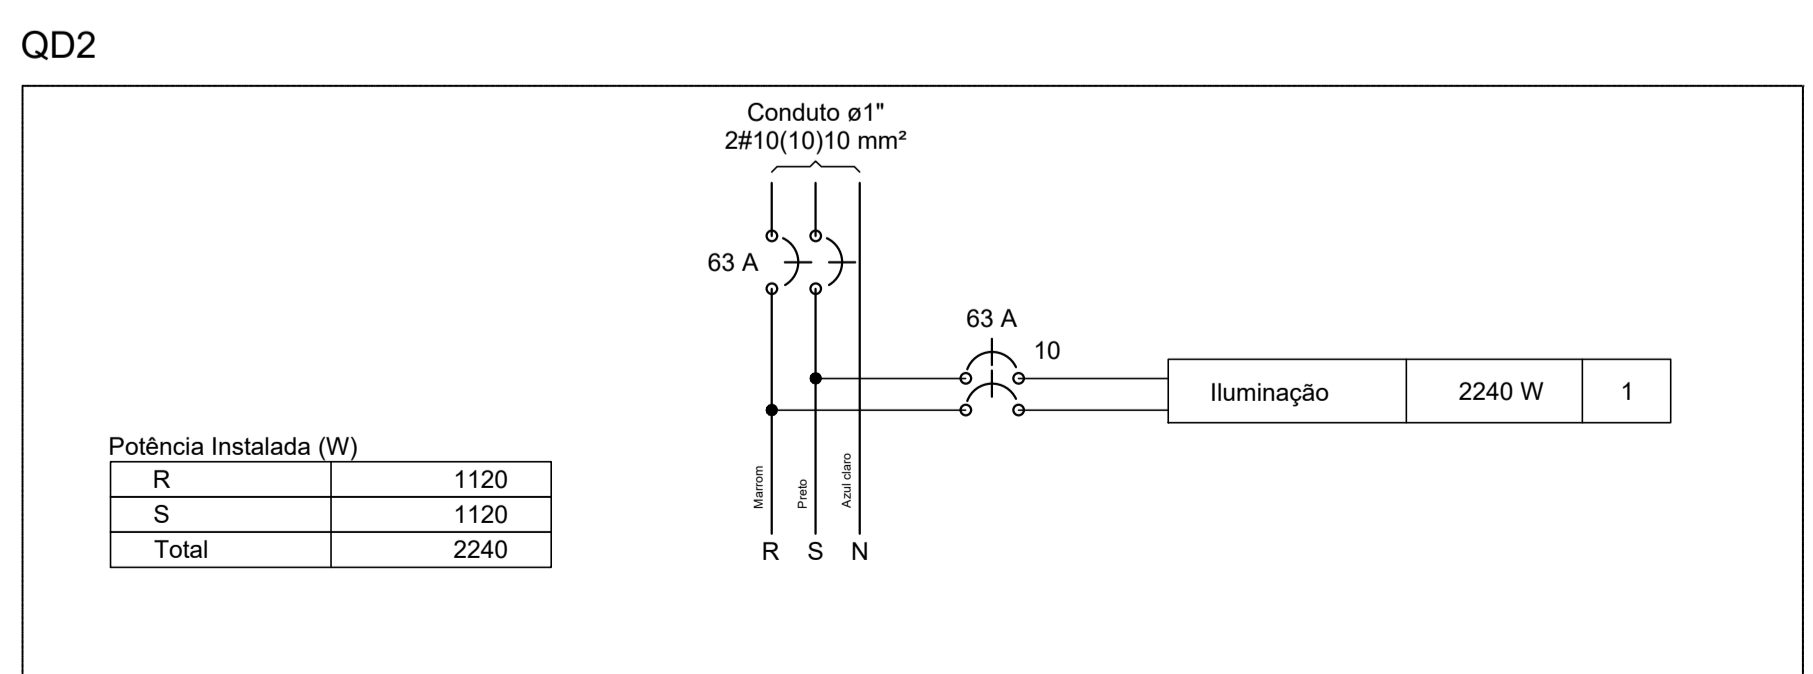 QD2
Conduto ø1"
2#10(10)10 mm²
63 A
63 A
10
Iluminação 2240 W 1
Potência Instalada (W)
R 1120
S 1120
Total 2240
Marrom
Preto
Azul claro
R S N